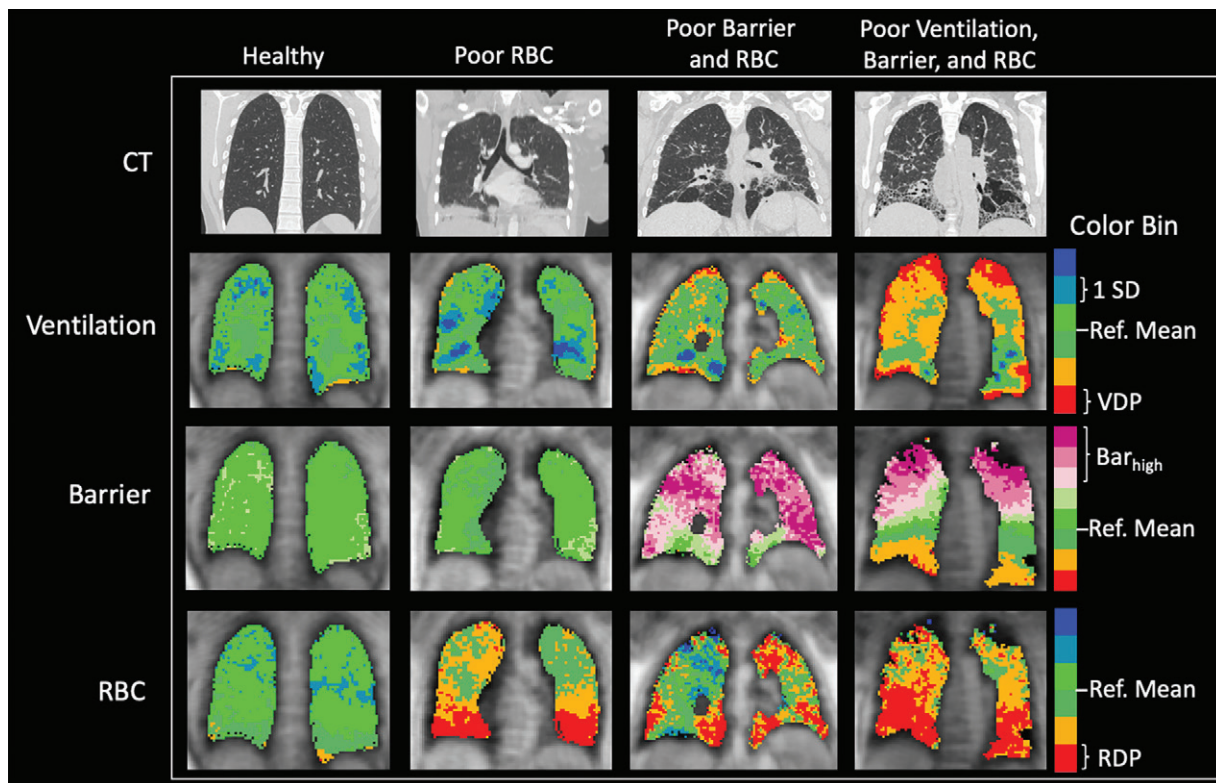 Healthy
Poor RBC
Poor Barrier
and RBC
Poor Ventilation,
Barrier, and RBC
CT
Color Bin
Ventilation
1 SD
Ref. Mean
VDP
Barrier
Bar_high
Ref. Mean
RBC
Ref. Mean
RDP